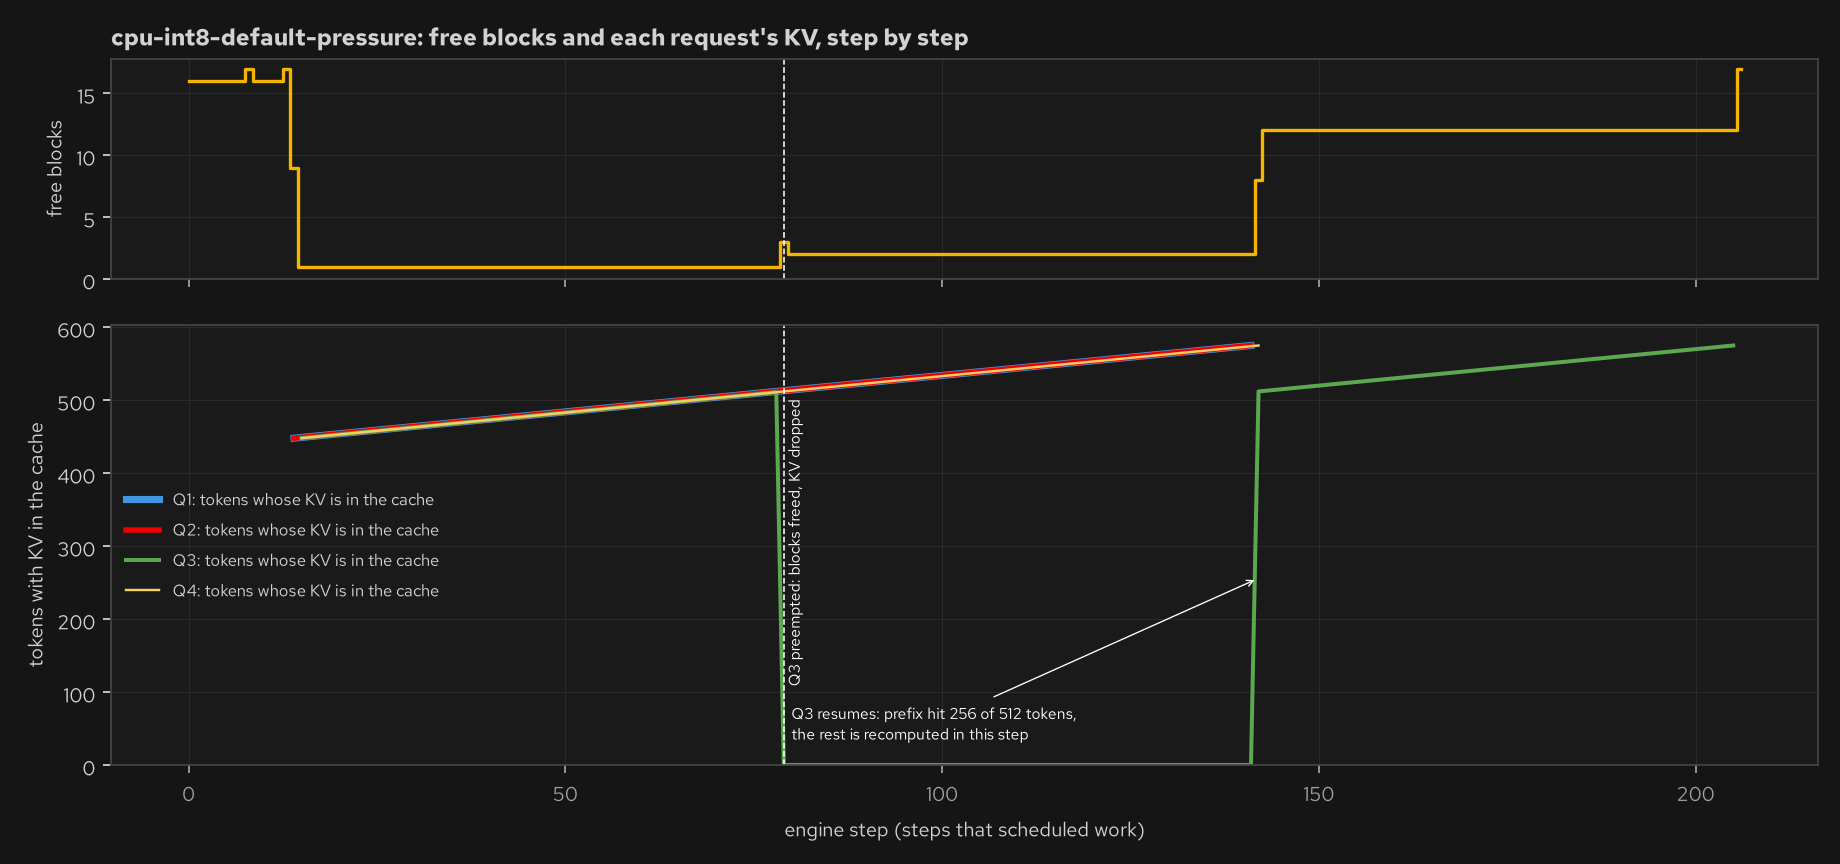 cpu-int8-default-pressure: free blocks and each request's KV, step by step
free blocks
15
10
5
0
tokens with KV in the cache
600
500
400
300
200
100
0
Q1: tokens whose KV is in the cache
Q2: tokens whose KV is in the cache
Q3: tokens whose KV is in the cache
Q4: tokens whose KV is in the cache
Q3 preempted: blocks freed, KV dropped
Q3 resumes: prefix hit 256 of 512 tokens,
the rest is recomputed in this step
0
50
100
150
200
engine step (steps that scheduled work)